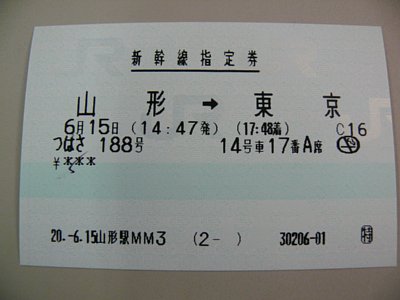 新幹線指定券
山形 → 東京
6月15日 (14:47発) (17:48着) C16
つばさ 188号 14号車17番A席
¥***
20.-6.15山形駅MM3 (2- ) 30206-01 特